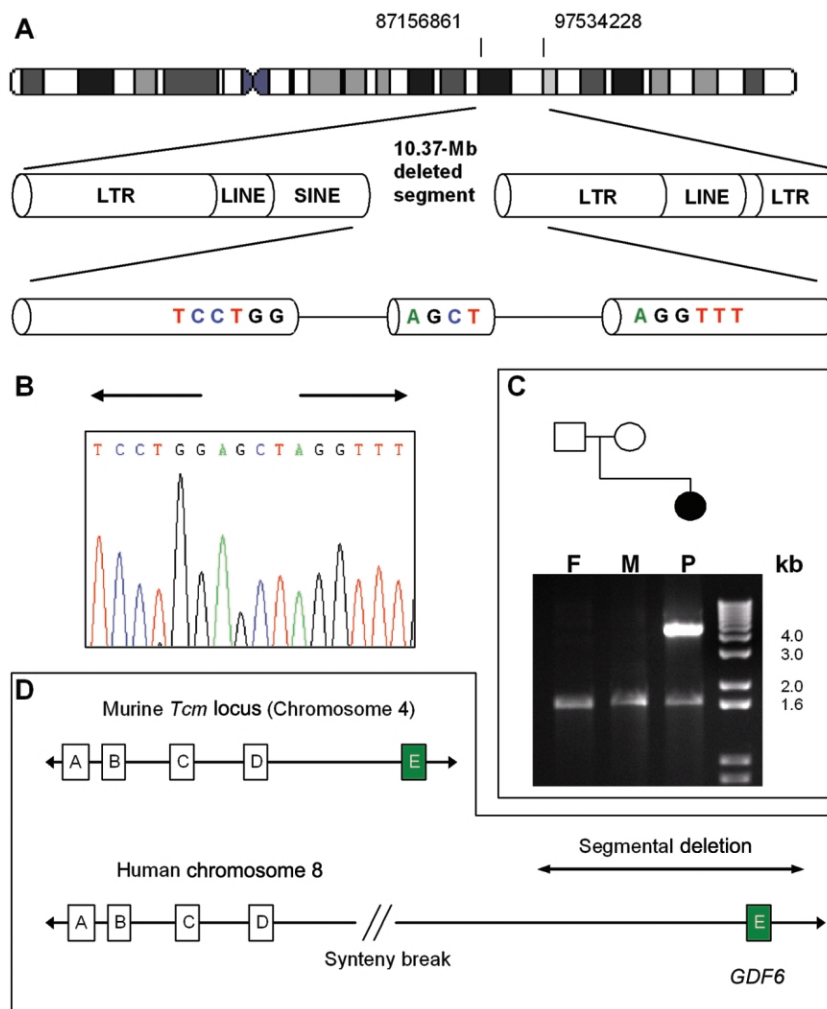 A
87156861 97534228
10.37-Mb
deleted
segment
LTR LINE SINE LTR LINE LTR
TCCTGG AGCT AGGTTT
B
T C C T G G A G C T A G G T T T
C
F M P kb
4.0
3.0
2.0
1.6
D
Murine Tcm locus (Chromosome 4)
A B C D E
Segmental deletion
Human chromosome 8
A B C D E
Synteny break
GDF6